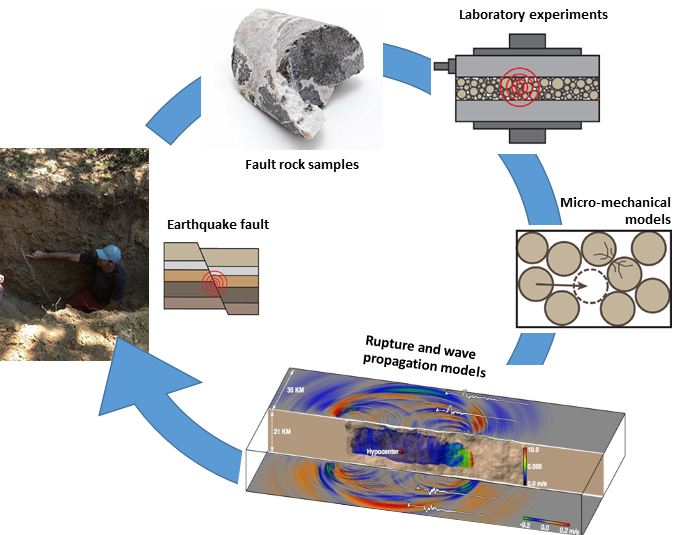 Laboratory experiments
Fault rock samples
Micro-mechanical
models
Earthquake fault
Rupture and wave
propagation models
35 KM
21 KM
Hypocenter
10.0
0.005
0.0 m/s
-0.2 0.0 0.2 m/s